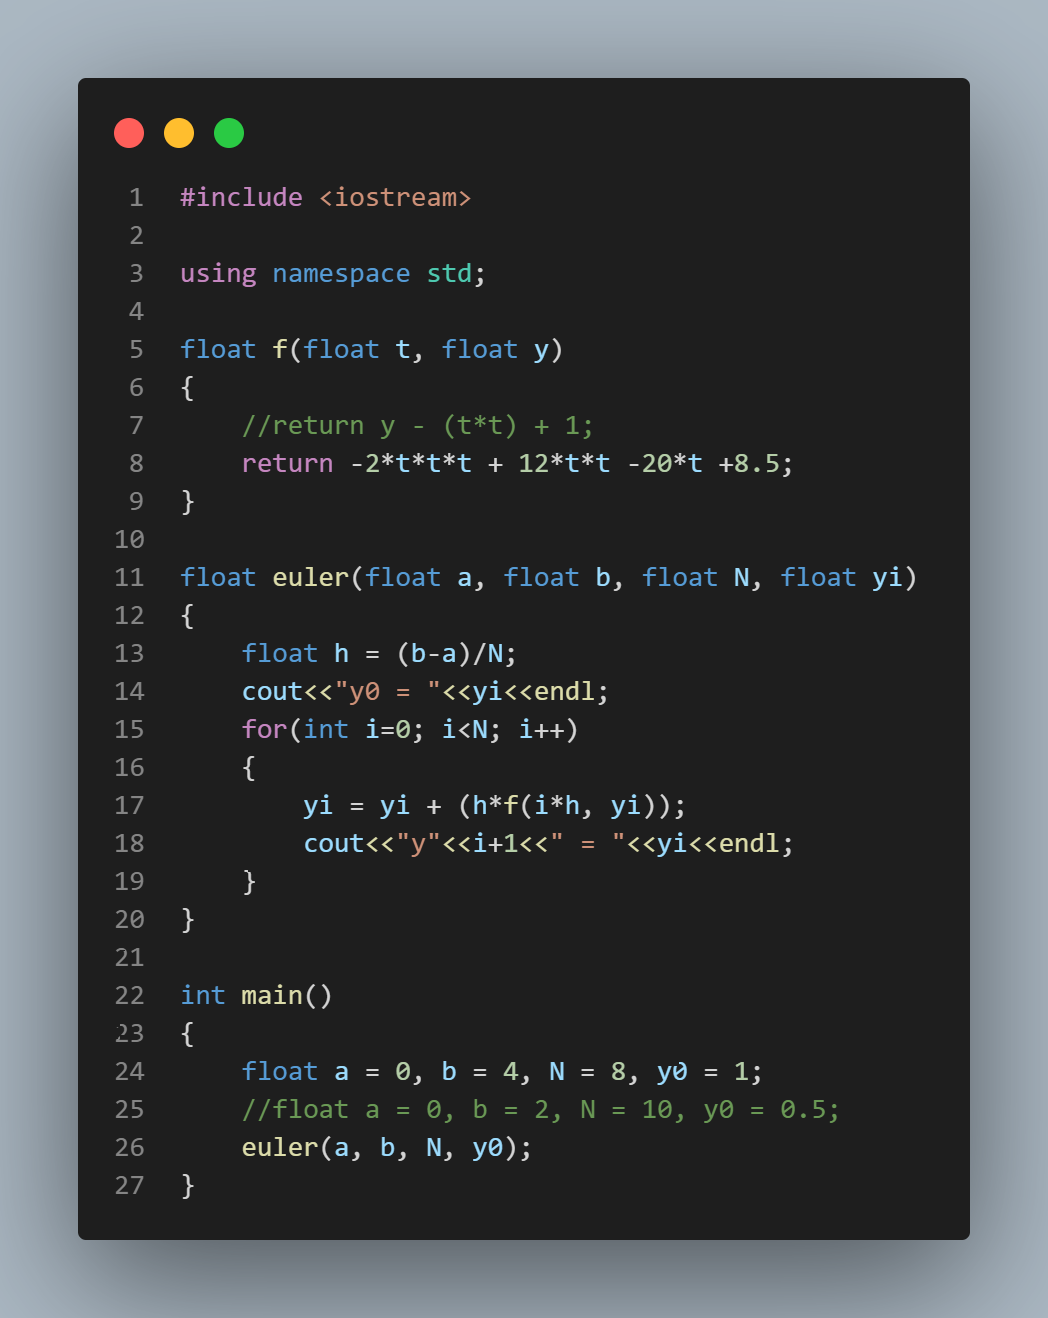 1 #include <iostream>
2
3 using namespace std;
4
5 float f(float t, float y)
6 {
7     //return y - (t*t) + 1;
8     return -2*t*t*t + 12*t*t -20*t +8.5;
9 }
10
11 float euler(float a, float b, float N, float yi)
12 {
13     float h = (b-a)/N;
14     cout<<"y0 = "<<yi<<endl;
15     for(int i=0; i<N; i++)
16     {
17         yi = yi + (h*f(i*h, yi));
18         cout<<"y"<<i+1<<" = "<<yi<<endl;
19     }
20 }
21
22 int main()
23 {
24     float a = 0, b = 4, N = 8, y0 = 1;
25     //float a = 0, b = 2, N = 10, y0 = 0.5;
26     euler(a, b, N, y0);
27 }